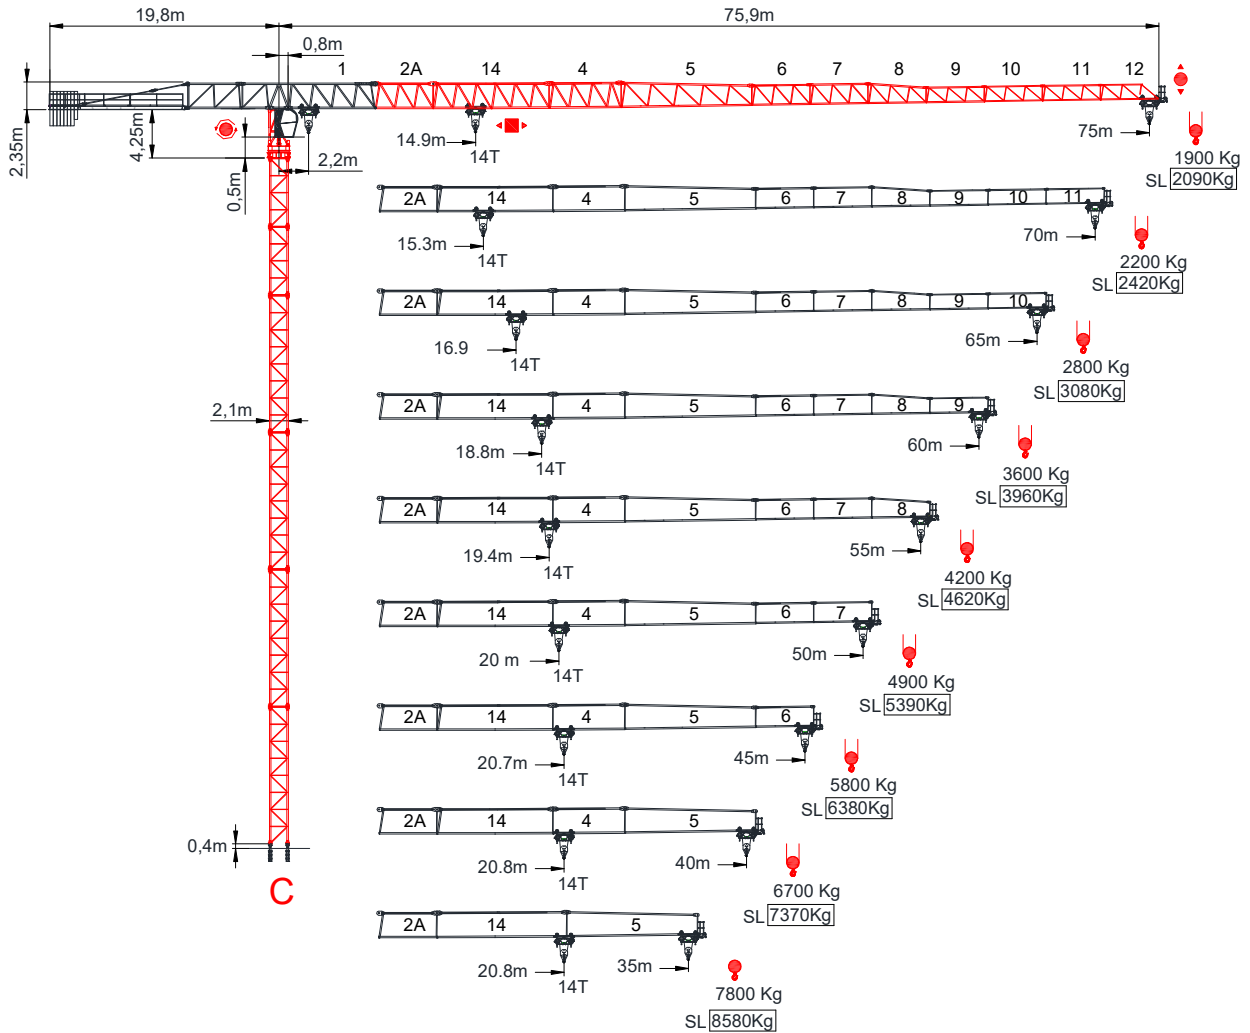 19,8m
75,9m
0,8m
1 2A 14 4 5 6 7 8 9 10 11 12
2,35m
4,25m
0,5m
2,2m
14.9m
14T
75m
1900 Kg
SL 2090Kg
2A 14 4 5 6 7 8 9 10 11
15.3m
14T
70m
2200 Kg
SL 2420Kg
2A 14 4 5 6 7 8 9 10
16.9
14T
65m
2800 Kg
SL 3080Kg
2A 14 4 5 6 7 8 9
2,1m
18.8m
14T
60m
3600 Kg
SL 3960Kg
2A 14 4 5 6 7 8
19.4m
14T
55m
4200 Kg
SL 4620Kg
2A 14 4 5 6 7
20 m
14T
50m
4900 Kg
SL 5390Kg
2A 14 4 5 6
20.7m
14T
45m
5800 Kg
SL 6380Kg
2A 14 4 5
0,4m
20.8m
14T
40m
6700 Kg
SL 7370Kg
C
2A 14 5
20.8m
14T
35m
7800 Kg
SL 8580Kg